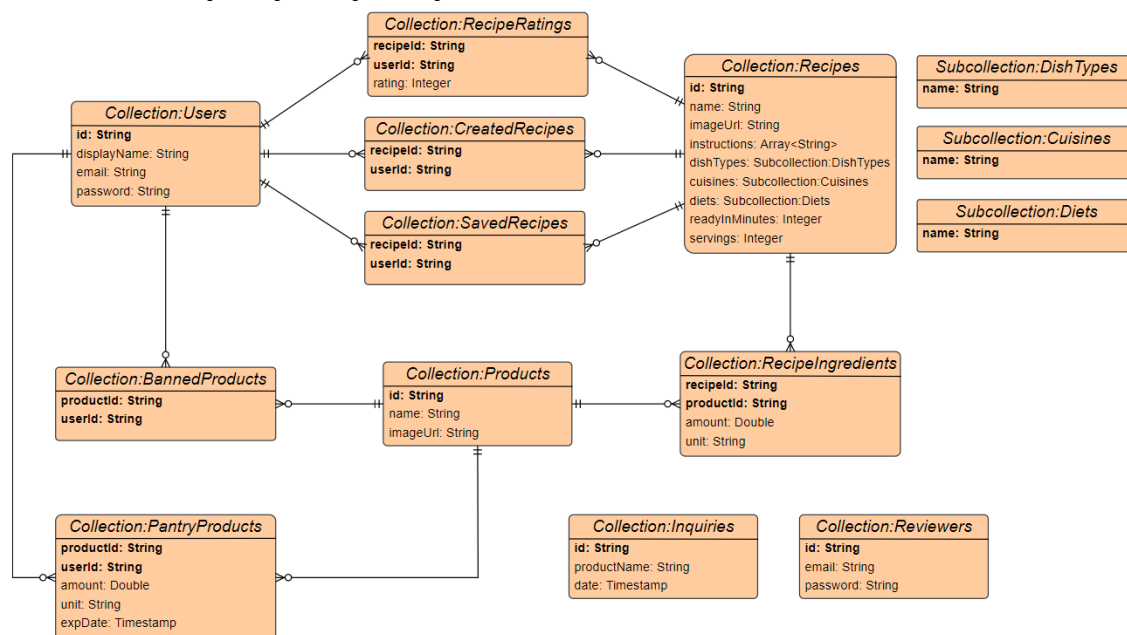 Collection:RecipeRatings
recipeId: String
userId: String
rating: Integer
Collection:Recipes
id: String
name: String
imageUrl: String
instructions: Array<String>
dishTypes: Subcollection:DishTypes
cuisines: Subcollection:Cuisines
diets: Subcollection:Diets
readyInMinutes: Integer
servings: Integer
Subcollection:DishTypes
name: String
Collection:Users
id: String
displayName: String
email: String
password: String
Collection:CreatedRecipes
recipeId: String
userId: String
Subcollection:Cuisines
name: String
Collection:SavedRecipes
recipeId: String
userId: String
Subcollection:Diets
name: String
Collection:BannedProducts
productId: String
userId: String
Collection:Products
id: String
name: String
imageUrl: String
Collection:RecipeIngredients
recipeId: String
productId: String
amount: Double
unit: String
Collection:PantryProducts
productId: String
userId: String
amount: Double
unit: String
expDate: Timestamp
Collection:Inquiries
id: String
productName: String
date: Timestamp
Collection:Reviewers
id: String
email: String
password: String